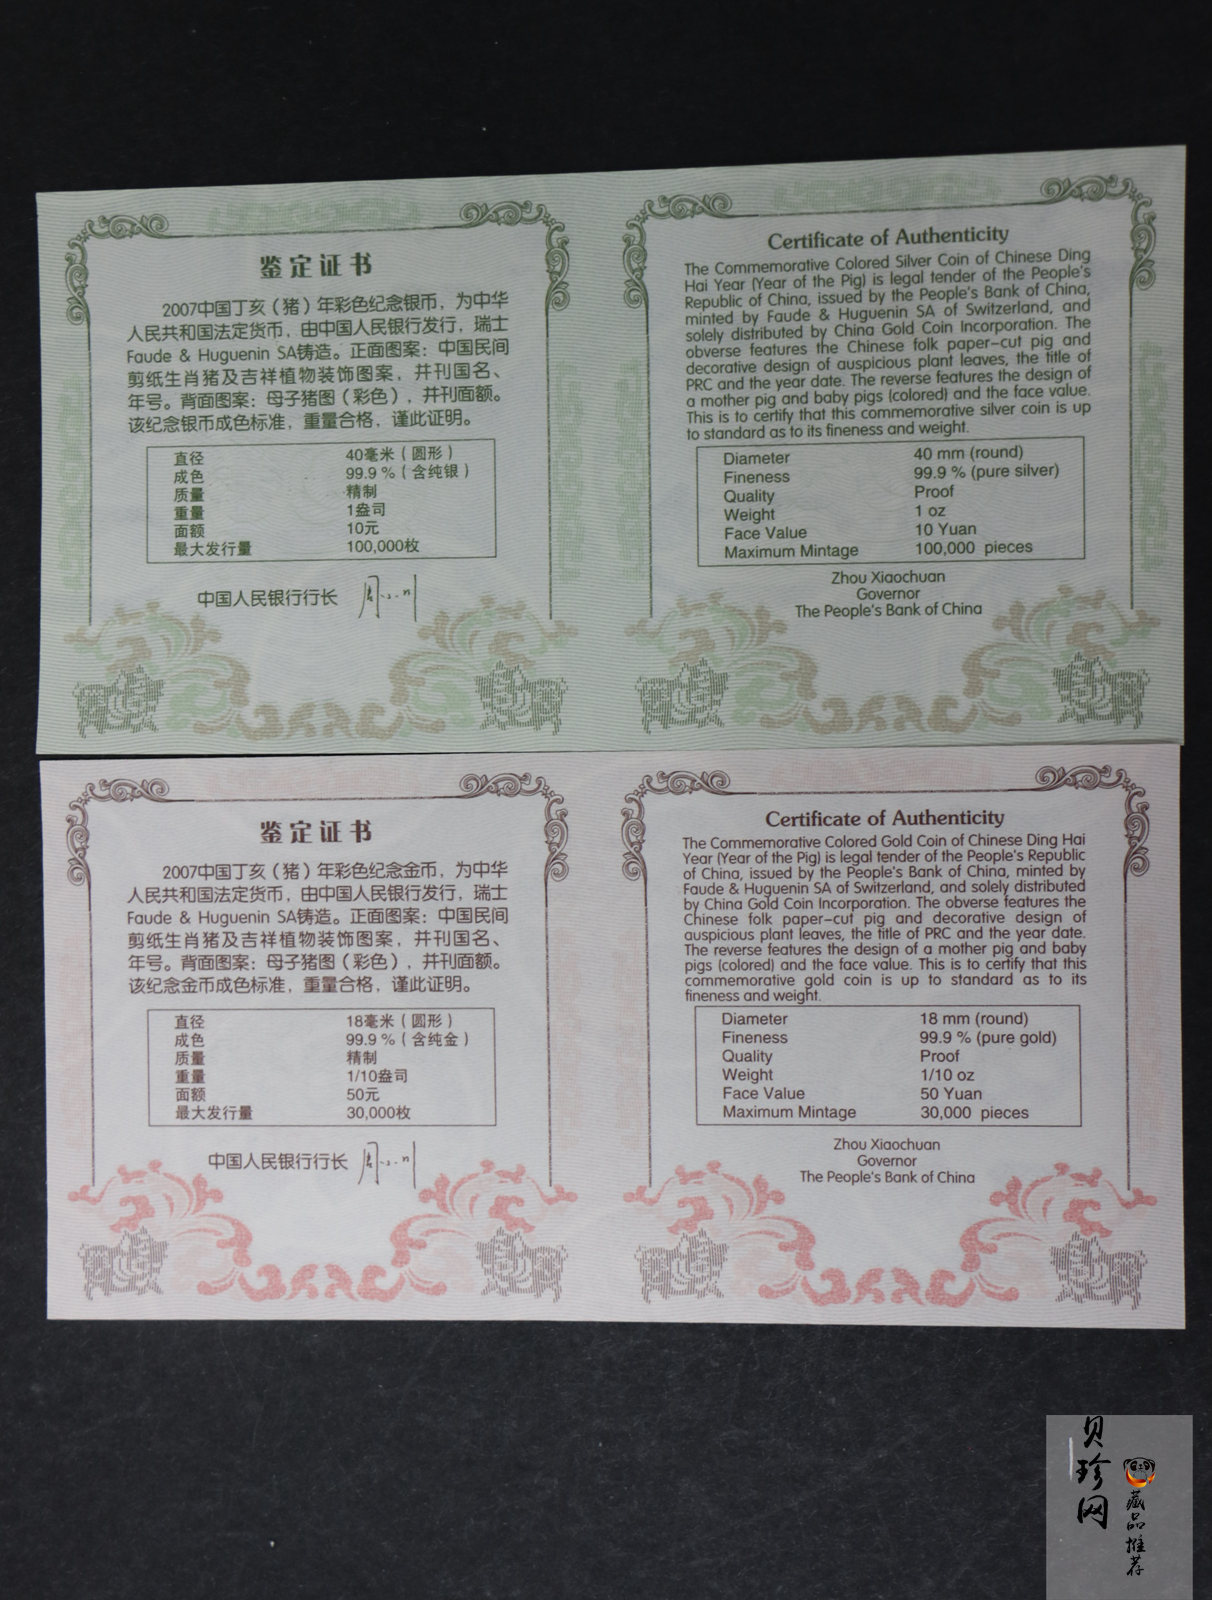 鉴定证书
2007中国丁亥（猪）年彩色纪念银币，为中华
人民共和国法定货币，由中国人民银行发行，瑞士
Faude & Huguenin SA铸造。正面图案：中国民间
剪纸生肖猪及吉祥植物装饰图案，并刊国名、
年号。背面图案：母子猪图（彩色），并刊面额。
该纪念银币成色标准，重量合格，谨此证明。
直径 40毫米（圆形）
成色 99.9 %（含纯银）
质量 精制
重量 1盎司
面额 10元
最大发行量 100,000枚
中国人民银行行长 周小川
Certificate of Authenticity
The Commemorative Colored Silver Coin of Chinese Ding
Hai Year (Year of the Pig) is legal tender of the People's
Republic of China, issued by the People's Bank of China,
minted by Faude & Huguenin SA of Switzerland, and
solely distributed by China Gold Coin Incorporation. The
obverse features the Chinese folk paper-cut pig and
decorative design of auspicious plant leaves, the title of
PRC and the year date. The reverse features the design of
a mother pig and baby pigs (colored) and the face value.
This is to certify that this commemorative silver coin is up
to standard as to its fineness and weight.
Diameter 40 mm (round)
Fineness 99.9 % (pure silver)
Quality Proof
Weight 1 oz
Face Value 10 Yuan
Maximum Mintage 100,000 pieces
Zhou Xiaochuan
Governor
The People's Bank of China
鉴定证书
2007中国丁亥（猪）年彩色纪念金币，为中华
人民共和国法定货币，由中国人民银行发行，瑞士
Faude & Huguenin SA铸造。正面图案：中国民间
剪纸生肖猪及吉祥植物装饰图案，并刊国名、
年号。背面图案：母子猪图（彩色），并刊面额。
该纪念金币成色标准，重量合格，谨此证明。
直径 18毫米（圆形）
成色 99.9 %（含纯金）
质量 精制
重量 1/10盎司
面额 50元
最大发行量 30,000枚
中国人民银行行长 周小川
Certificate of Authenticity
The Commemorative Colored Gold Coin of Chinese Ding Hai
Year (Year of the Pig) is legal tender of the People's Republic
of China, issued by the People's Bank of China, minted by
Faude & Huguenin SA of Switzerland, and solely distributed
by China Gold Coin Incorporation. The obverse features the
Chinese folk paper-cut pig and decorative design of
auspicious plant leaves, the title of PRC and the year date.
The reverse features the design of a mother pig and baby
pigs (colored) and the face value. This is to certify that this
commemorative gold coin is up to standard as to its
fineness and weight.
Diameter 18 mm (round)
Fineness 99.9 % (pure gold)
Quality Proof
Weight 1/10 oz
Face Value 50 Yuan
Maximum Mintage 30,000 pieces
Zhou Xiaochuan
Governor
The People's Bank of China
贝珍网
藏品推荐